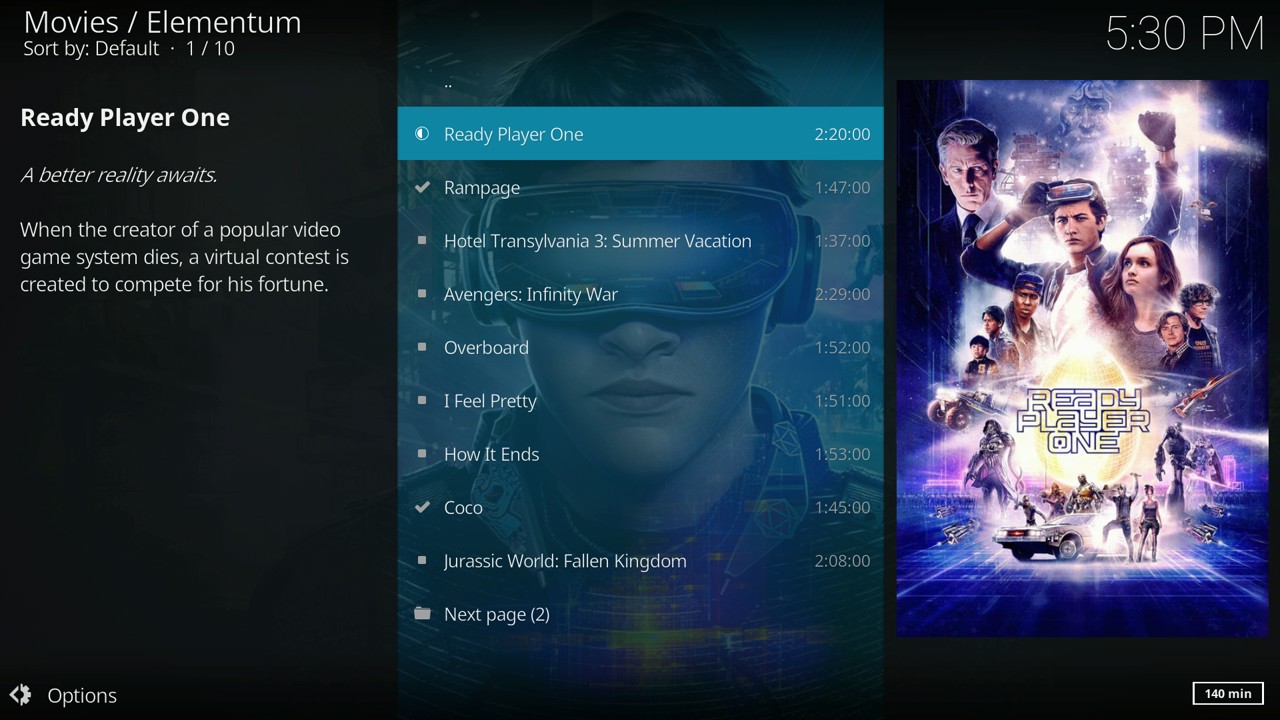 Movies / Elementum
Sort by: Default · 1 / 10
5:30 PM
Ready Player One
A better reality awaits.
When the creator of a popular video
game system dies, a virtual contest is
created to compete for his fortune.
..
Ready Player One 2:20:00
Rampage 1:47:00
Hotel Transylvania 3: Summer Vacation 1:37:00
Avengers: Infinity War 2:29:00
Overboard 1:52:00
I Feel Pretty 1:51:00
How It Ends 1:53:00
Coco 1:45:00
Jurassic World: Fallen Kingdom 2:08:00
Next page (2)
READY
PLAYER
ONE
Options
140 min